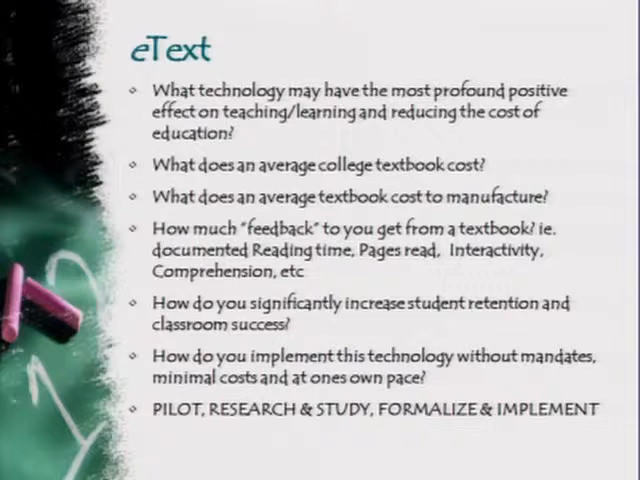 eText
What technology may have the most profound positive
effect on teaching/learning and reducing the cost of
education?
What does an average college textbook cost?
What does an average textbook cost to manufacture?
How much "feedback" to you get from a textbook? ie.
documented Reading time, Pages read, Interactivity,
Comprehension, etc
How do you significantly increase student retention and
classroom success?
How do you implement this technology without mandates,
minimal costs and at ones own pace?
PILOT, RESEARCH & STUDY, FORMALIZE & IMPLEMENT